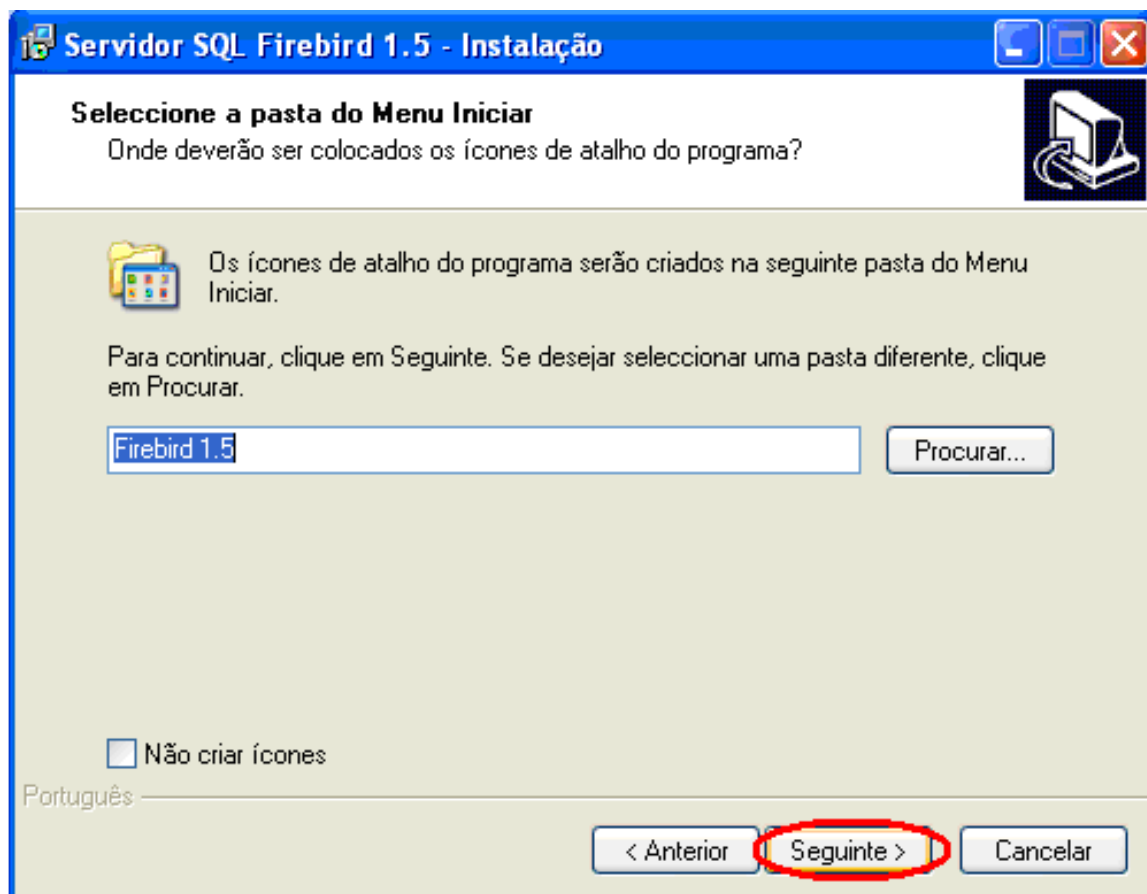 Servidor SQL Firebird 1.5 - Instalação
Seleccione a pasta do Menu Iniciar
Onde deverão ser colocados os ícones de atalho do programa?
Os ícones de atalho do programa serão criados na seguinte pasta do Menu
Iniciar.
Para continuar, clique em Seguinte. Se desejar seleccionar uma pasta diferente, clique
em Procurar.
Firebird 1.5
Procurar...
Não criar ícones
Português
< Anterior
Seguinte >
Cancelar